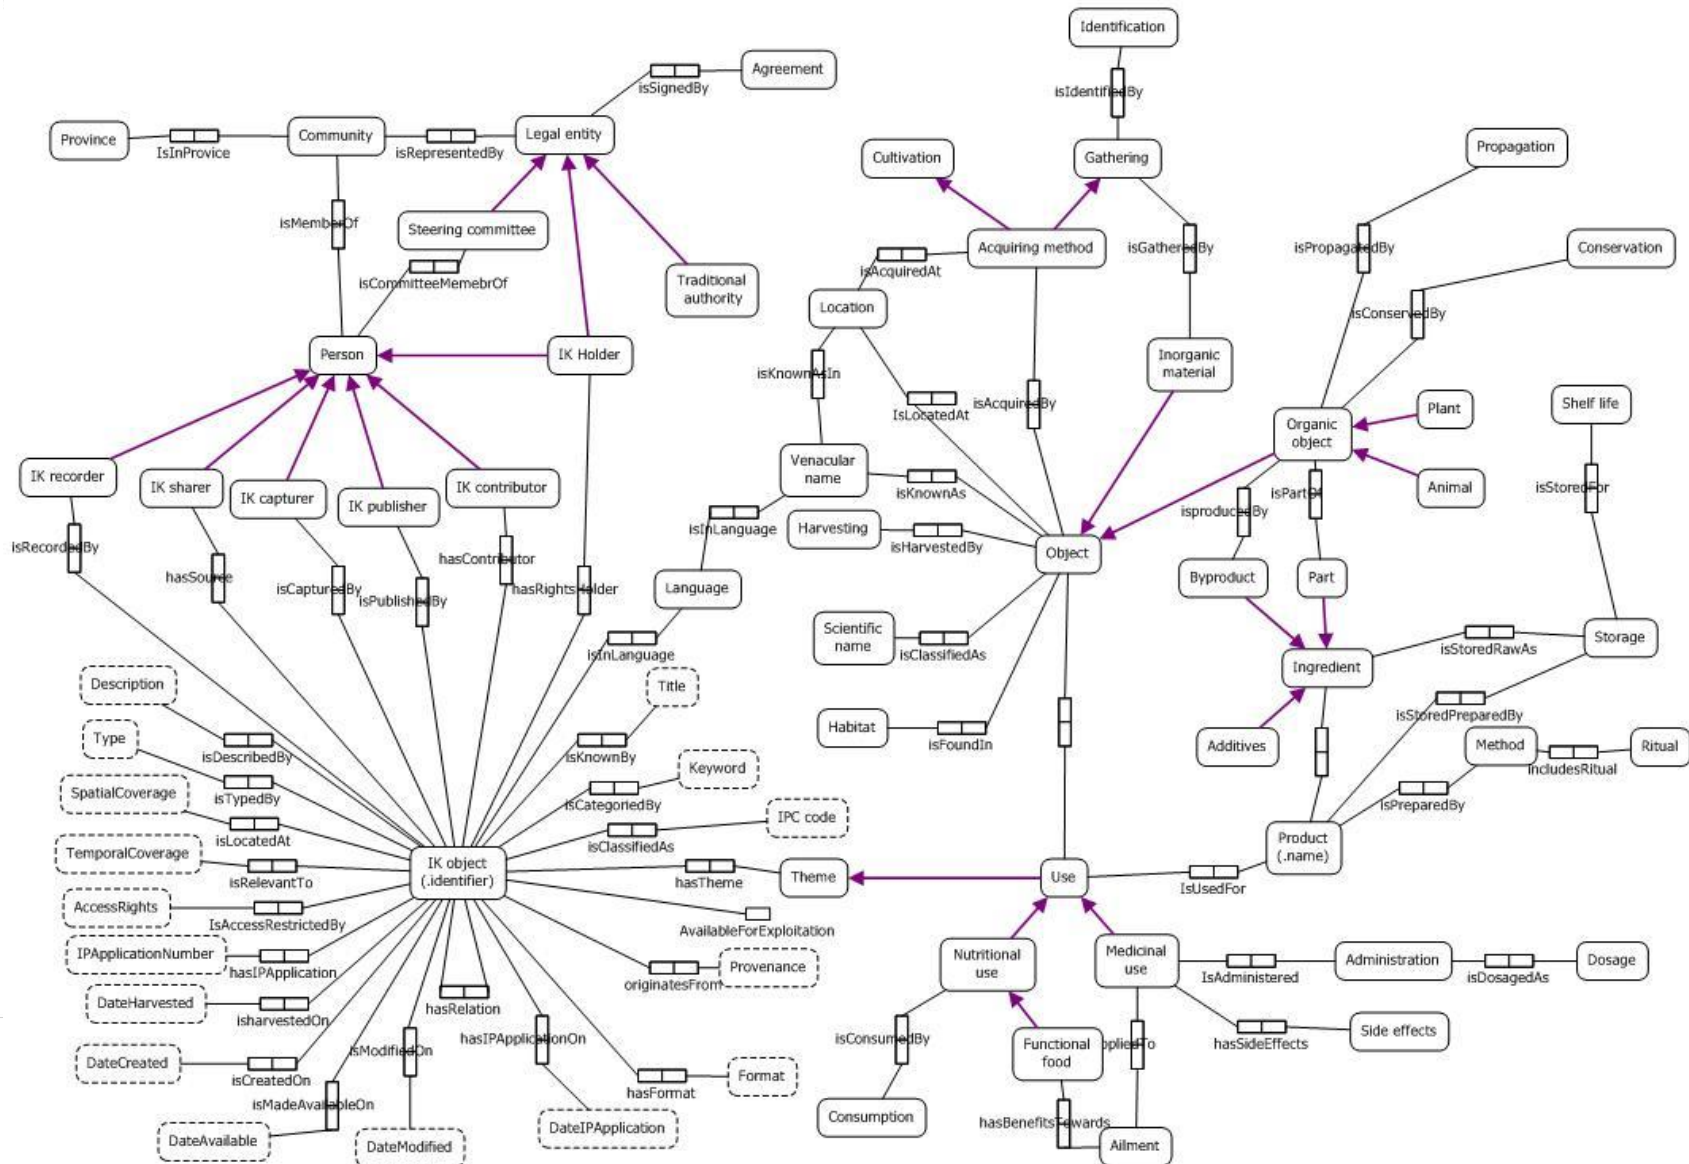 Identification
Agreement
isSignedBy
isIdentifiedBy
Province
IsInProvice
Community
isRepresentedBy
Legal entity
Cultivation
Gathering
Propagation
isMemberOf
Steering committee
isCommitteeMemebrOf
Traditional
authority
Acquiring method
isGatheredBy
isPropagatedBy
Conservation
isAcquiredAt
Location
isConservedBy
Person
IK Holder
isKnownAsIn
IsLocatedAt
isAcquiredBy
Inorganic
material
Organic
object
Plant
Animal
Shelf life
isStoredFor
IK recorder
IK sharer
IK capturer
IK publisher
IK contributor
Venacular
name
isKnownAs
isInLanguage
Harvesting
isHarvestedBy
Object
isproducedBy
isPartOf
isRecordedBy
hasSource
isCapturedBy
isPublishedBy
hasContributor
hasRightsHolder
Language
Byproduct
Part
isInLanguage
Scientific
name
isClassifiedAs
Storage
isStoredRawAs
Ingredient
Description
Title
isStoredPreparedBy
Type
isDescribedBy
isKnownBy
Habitat
isFoundIn
Additives
Method
includesRitual
Ritual
SpatialCoverage
isTypedBy
Keyword
isCategoriedBy
isPreparedBy
isLocatedAt
IPC code
isClassifiedAs
Product
(.name)
TemporalCoverage
isRelevantTo
IK object
(.identifier)
hasTheme
Theme
Use
IsUsedFor
AccessRights
IsAccessRestrictedBy
AvailableForExploitation
IPApplicationNumber
hasIPApplication
originatesFrom
Provenance
Nutritional
use
Medicinal
use
IsAdministered
Administration
isDosagedAs
Dosage
DateHarvested
isharvestedOn
hasRelation
isModifiedOn
hasIPApplicationOn
isConsumedBy
Functional
food
ppliedTo
hasSideEffects
Side effects
DateCreated
isCreatedOn
hasFormat
Format
isMadeAvailableOn
Consumption
hasBenefitsTowards
Ailment
DateAvailable
DateModified
DateIPApplication